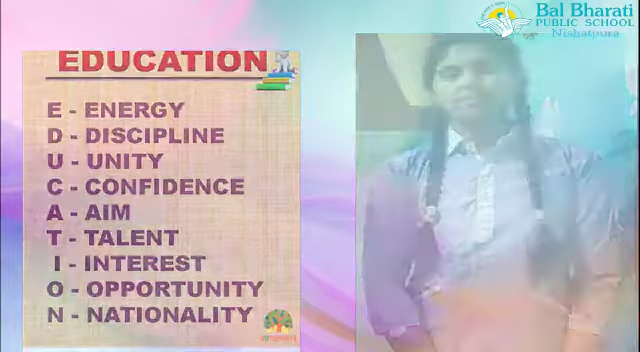 Bal Bharati
PUBLIC SCHOOL
Nishatpura
EDUCATION
E - ENERGY
D - DISCIPLINE
U - UNITY
C - CONFIDENCE
A - AIM
T - TALENT
I - INTEREST
O - OPPORTUNITY
N - NATIONALITY